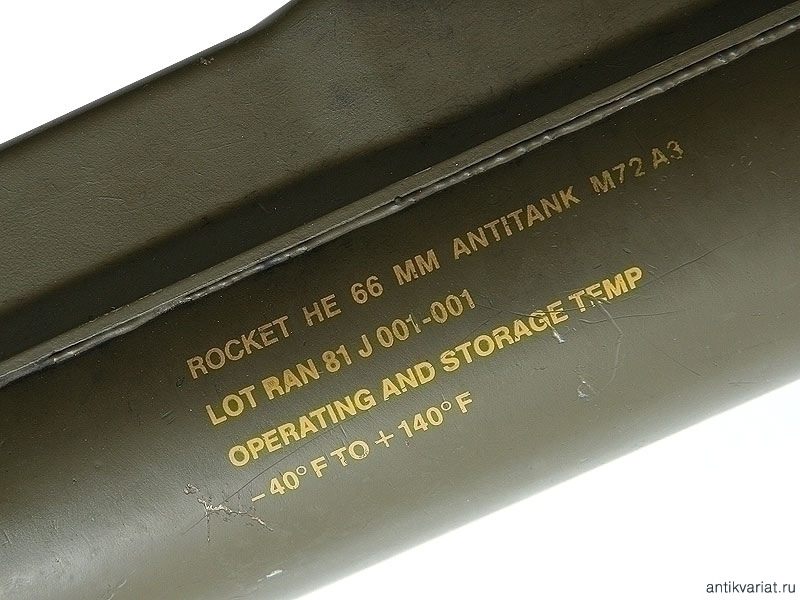 ROCKET HE 66 MM ANTITANK M72 A3
LOT RAN 81 J 001-001
OPERATING AND STORAGE TEMP
-40° F TO +140° F
antikvariat.ru